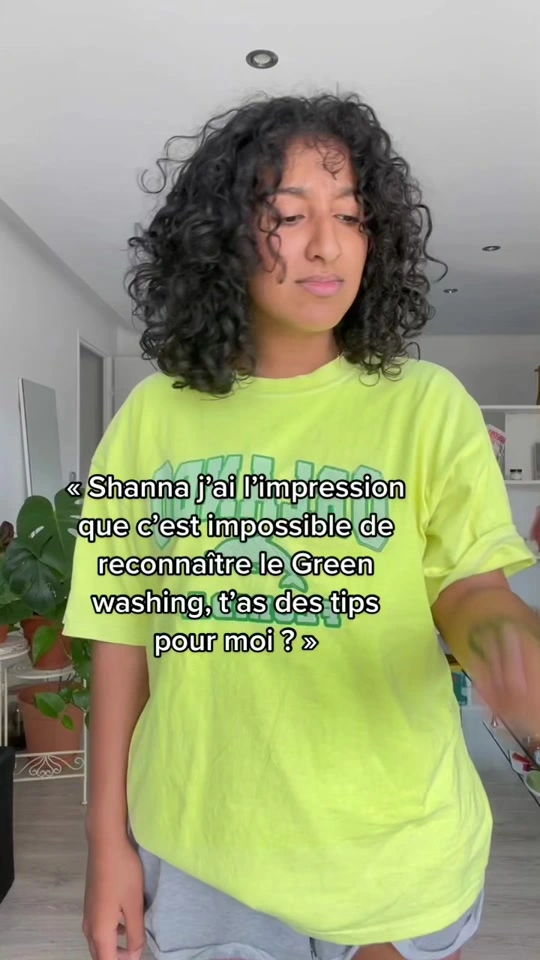 « Shanna j'ai l'impression
que c'est impossible de
reconnaître le Green
washing, t'as des tips
pour moi ? »